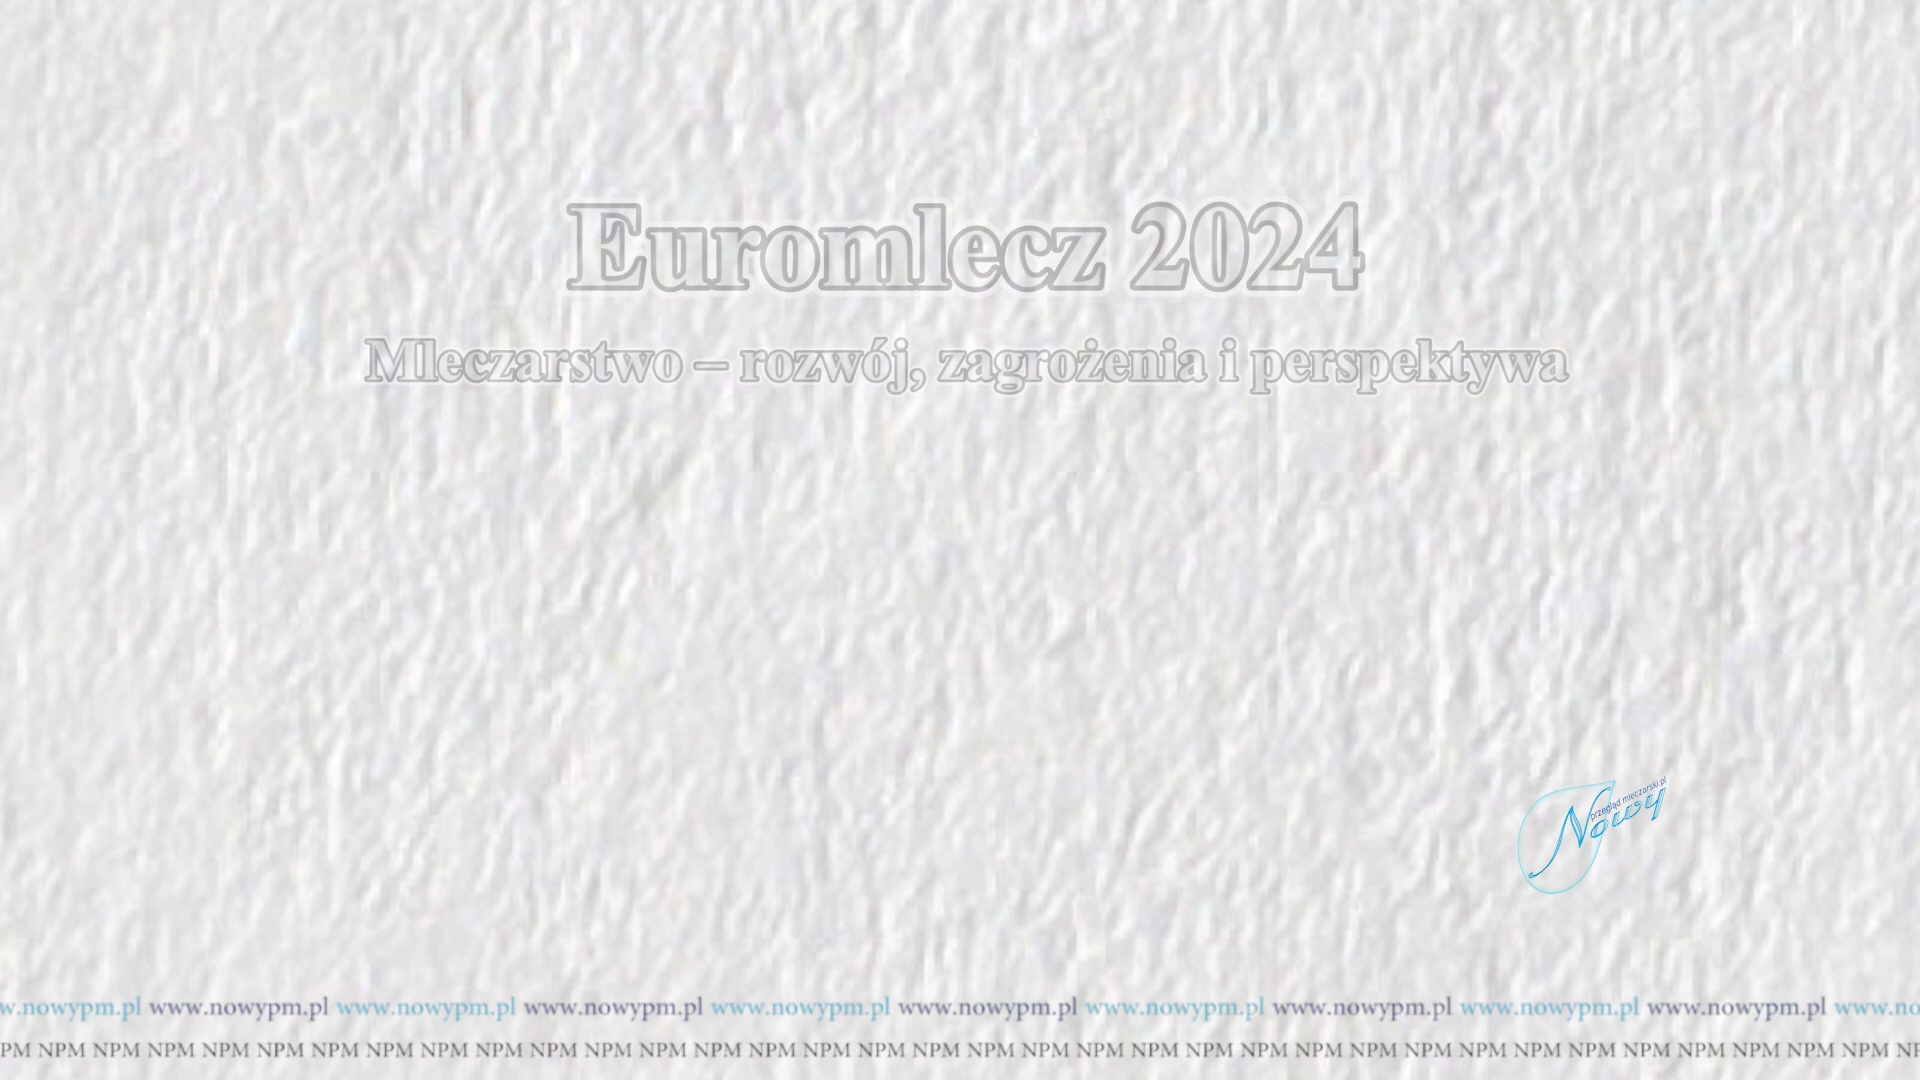 Euromlecz 2024
Mleczarstwo – rozwój, zagrożenia i perspektywa
przegląd mleczarski.pl
Nowy
w.nowypm.pl www.nowypm.pl www.nowypm.pl www.nowypm.pl www.nowypm.pl www.nowypm.pl www.nowypm.pl www.nowypm.pl www.nowypm.pl www.nowypm.pl www.no
PM NPM NPM NPM NPM NPM NPM NPM NPM NPM NPM NPM NPM NPM NPM NPM NPM NPM NPM NPM NPM NPM NPM NPM NPM NPM NPM NPM NPM NPM NPM NPM NPM NPM NPM NP